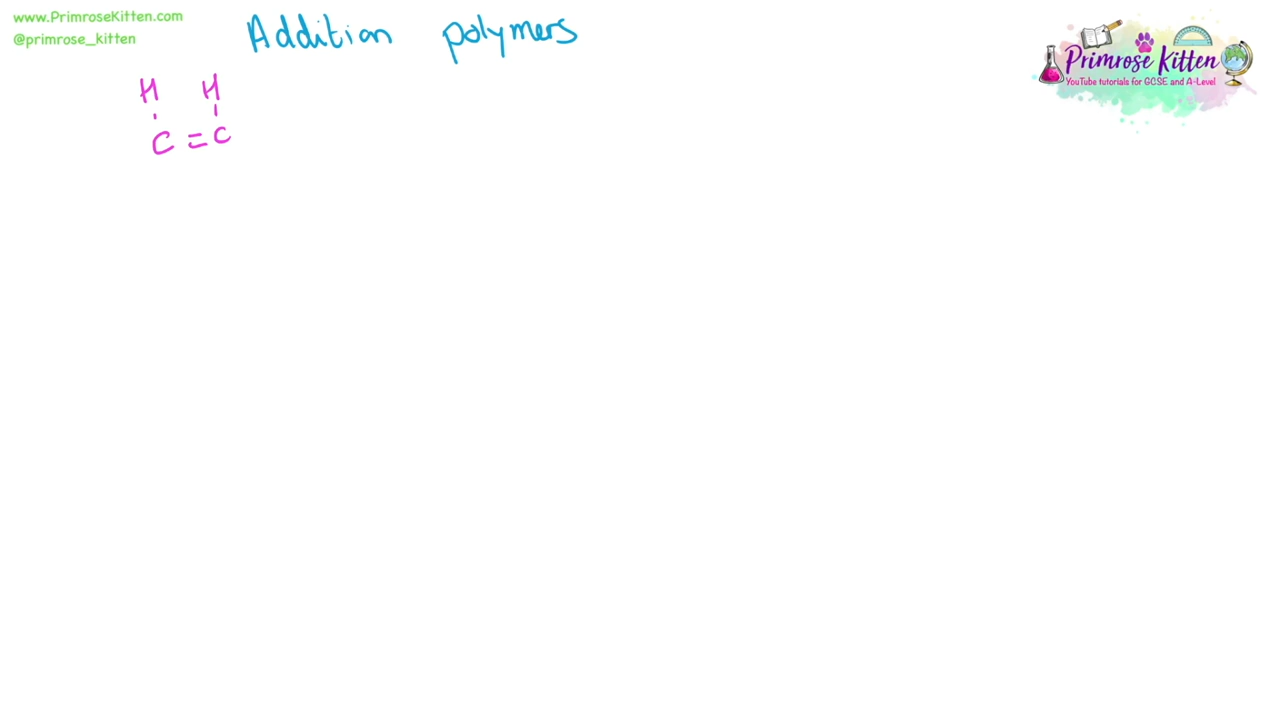 www.PrimroseKitten.com
@primrose_kitten
Addition polymers
Primrose Kitten
YouTube tutorials for GCSE and A-Level
H H
C = C